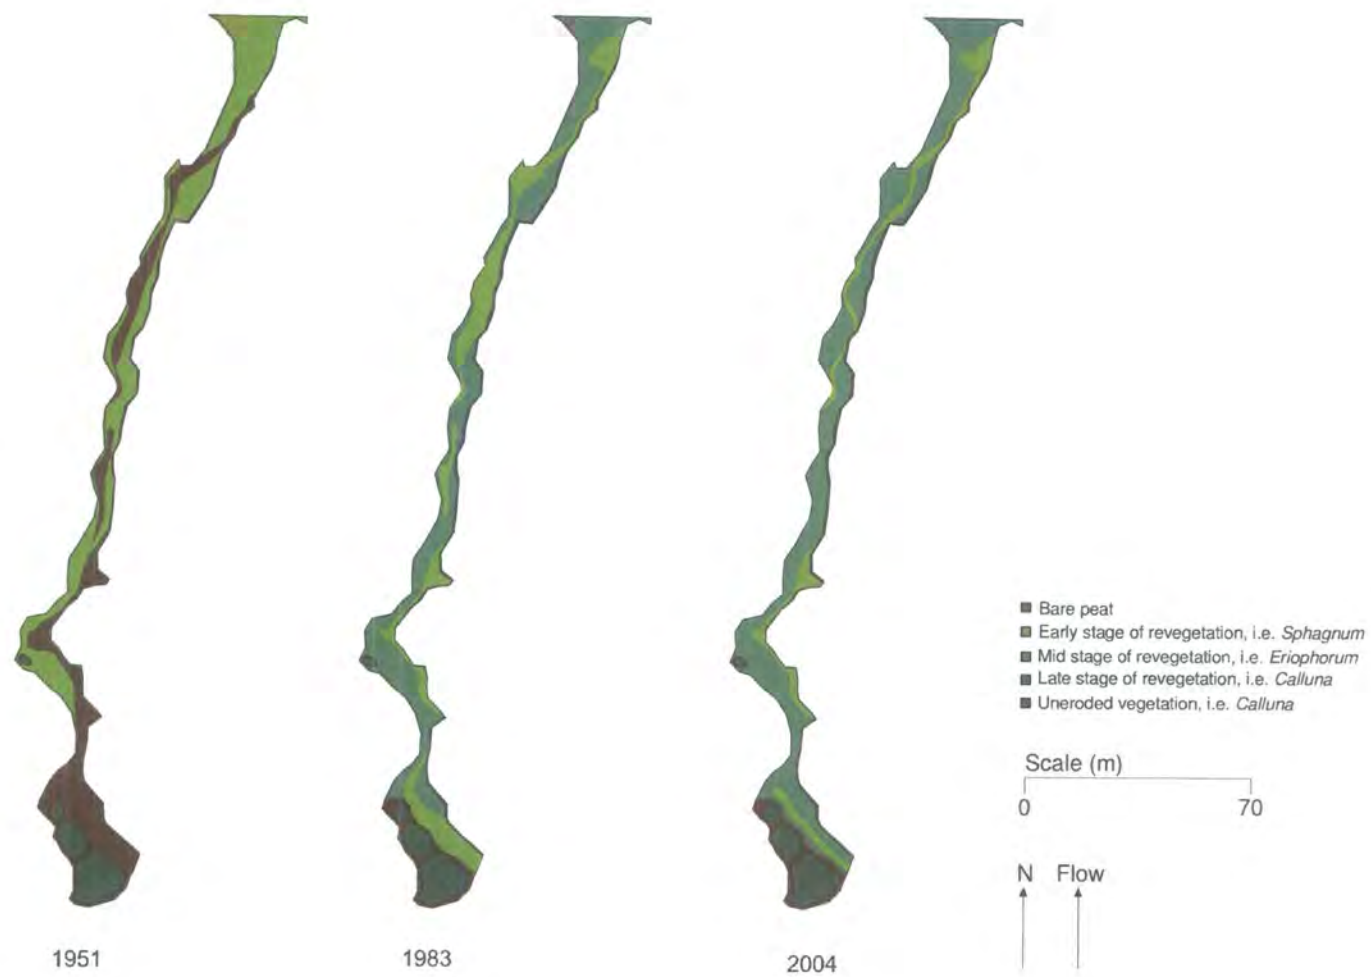 Bare peat
Early stage of revegetation, i.e. Sphagnum
Mid stage of revegetation, i.e. Eriophorum
Late stage of revegetation, i.e. Calluna
Uneroded vegetation, i.e. Calluna
Scale (m)
0 70
N Flow
1951 1983 2004